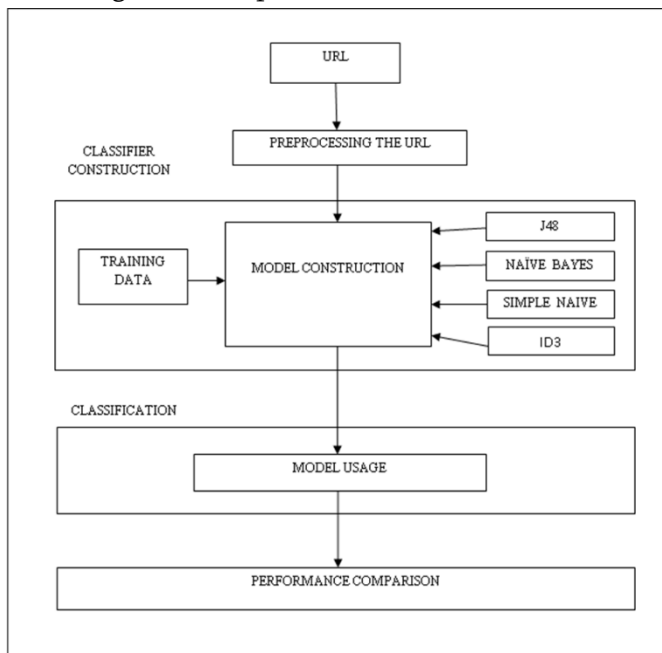 URL
PREPROCESSING THE URL
CLASSIFIER
CONSTRUCTION
TRAINING
DATA
MODEL CONSTRUCTION
J48
NAÏVE BAYES
SIMPLE NAIVE
ID3
CLASSIFICATION
MODEL USAGE
PERFORMANCE COMPARISON